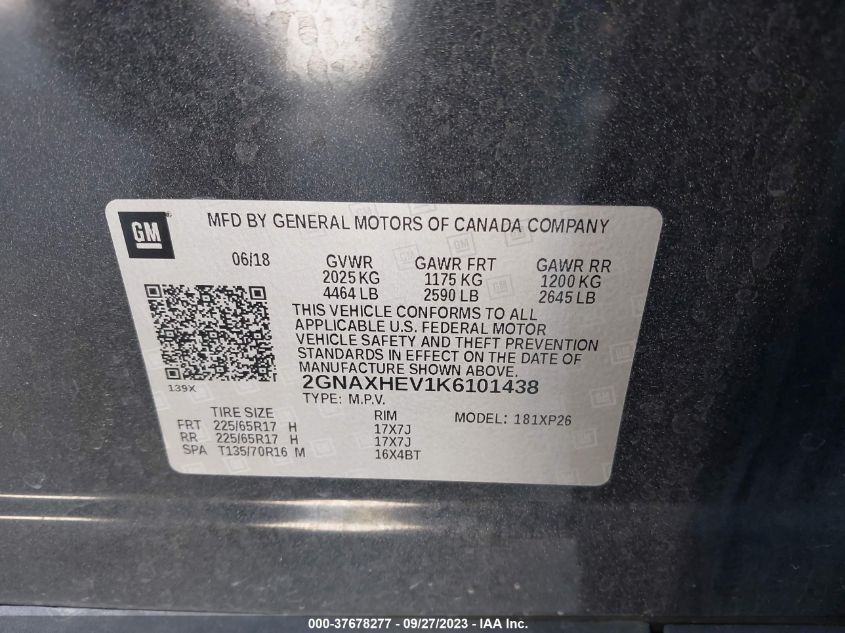 GM
MFD BY GENERAL MOTORS OF CANADA COMPANY
06/18 GVWR GAWR FRT GAWR RR
2025 KG 1175 KG 1200 KG
4464 LB 2590 LB 2645 LB
THIS VEHICLE CONFORMS TO ALL
APPLICABLE U.S. FEDERAL MOTOR
VEHICLE SAFETY AND THEFT PREVENTION
STANDARDS IN EFFECT ON THE DATE OF
MANUFACTURE SHOWN ABOVE.
139X 2GNAXHEV1K6101438
TYPE: M.P.V.
TIRE SIZE RIM MODEL: 181XP26
FRT 225/65R17 H 17X7J
RR 225/65R17 H 17X7J
SPA T135/70R16 M 16X4BT
000-37678277 - 09/27/2023 - IAA Inc.